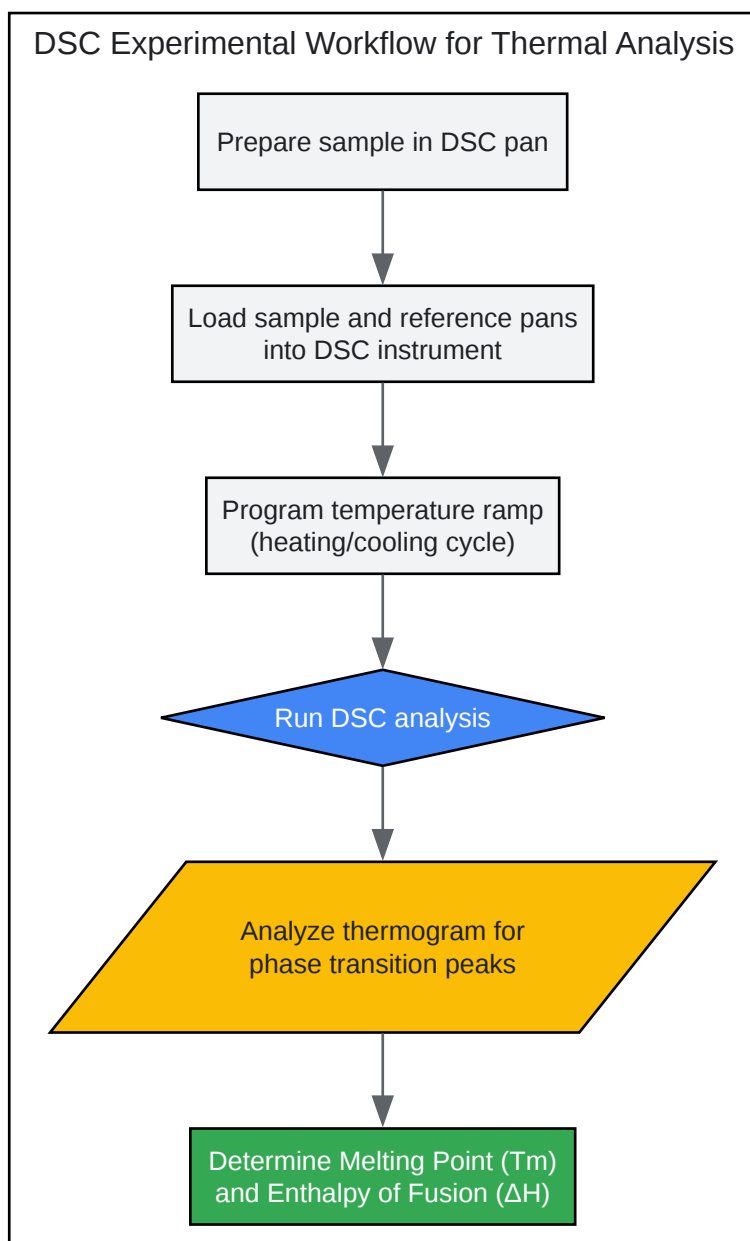 DSC Experimental Workflow for Thermal Analysis
Prepare sample in DSC pan
Load sample and reference pans
into DSC instrument
Program temperature ramp
(heating/cooling cycle)
Run DSC analysis
Analyze thermogram for
phase transition peaks
Determine Melting Point (Tm)
and Enthalpy of Fusion (ΔH)